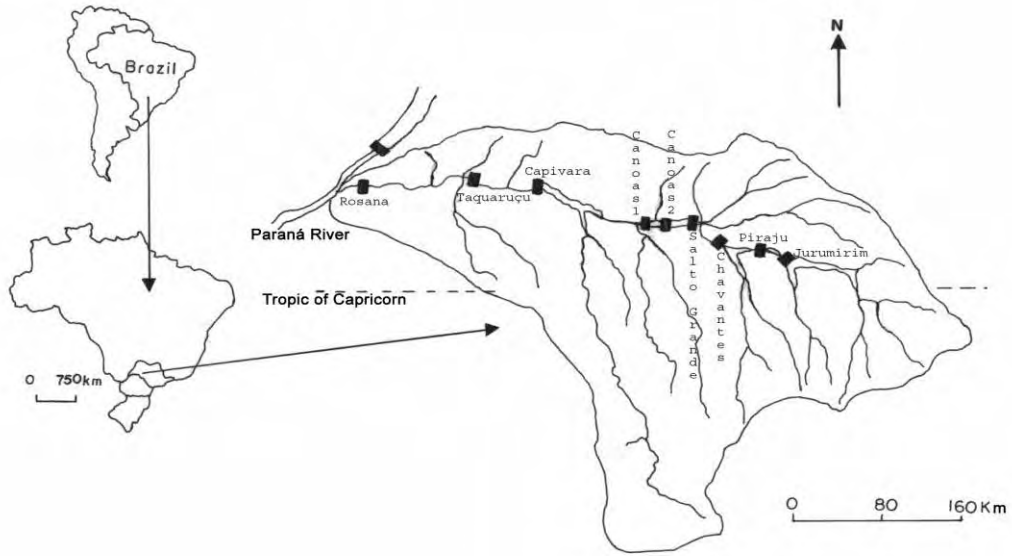 Brazil
N
Canoas1
Canoas2
Capivara
Rosana
Taquaruçu
Paraná River
Salto Grande
Chavantes
Piraju
Jurumirim
Tropic of Capricorn
0 750km
0 80 160Km